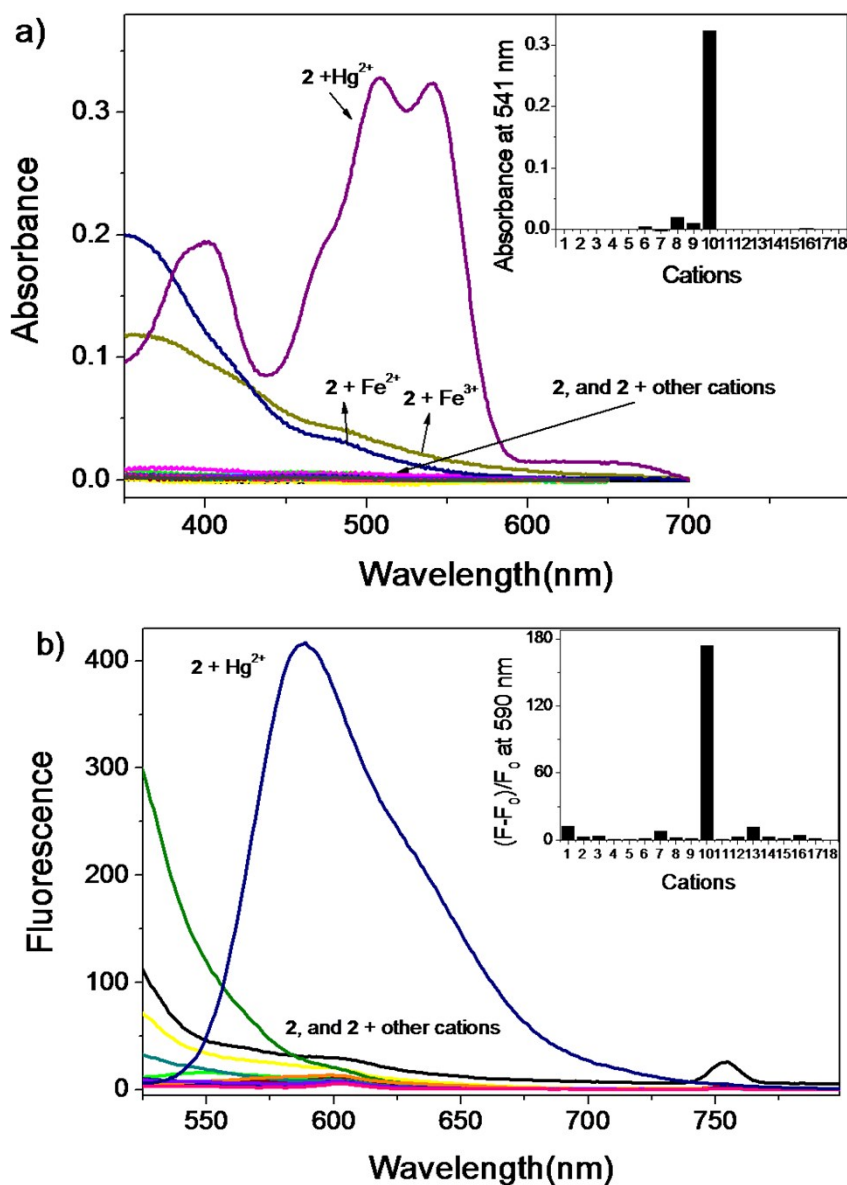 a)
0.3
0.2
0.1
0.0
Absorbance
2 +Hg²⁺
2 + Fe²⁺
2 + Fe³⁺
2, and 2 + other cations
400 500 600 700
Wavelength(nm)
0.3
0.2
0.1
0.0
Absorbance at 541 nm
1 2 3 4 5 6 7 8 9 10 11 12 13 14 15 16 17 18
Cations
b)
400
300
200
100
0
Fluorescence
2 + Hg²⁺
2, and 2 + other cations
550 600 650 700 750
Wavelength(nm)
180
120
60
0
(F-F₀)/F₀ at 590 nm
1 2 3 4 5 6 7 8 9 10 11 12 13 14 15 16 17 18
Cations